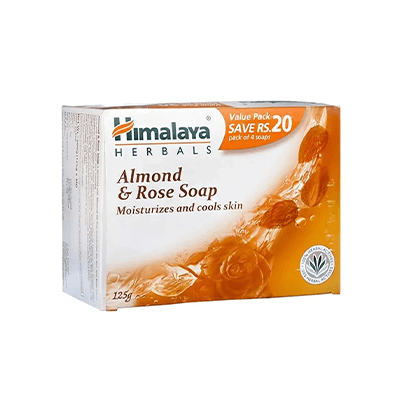 Himalaya®
HERBALS
Value Pack
SAVE RS.20
pack of 4 soaps
Almond
& Rose Soap
Moisturizes and cools skin
125g